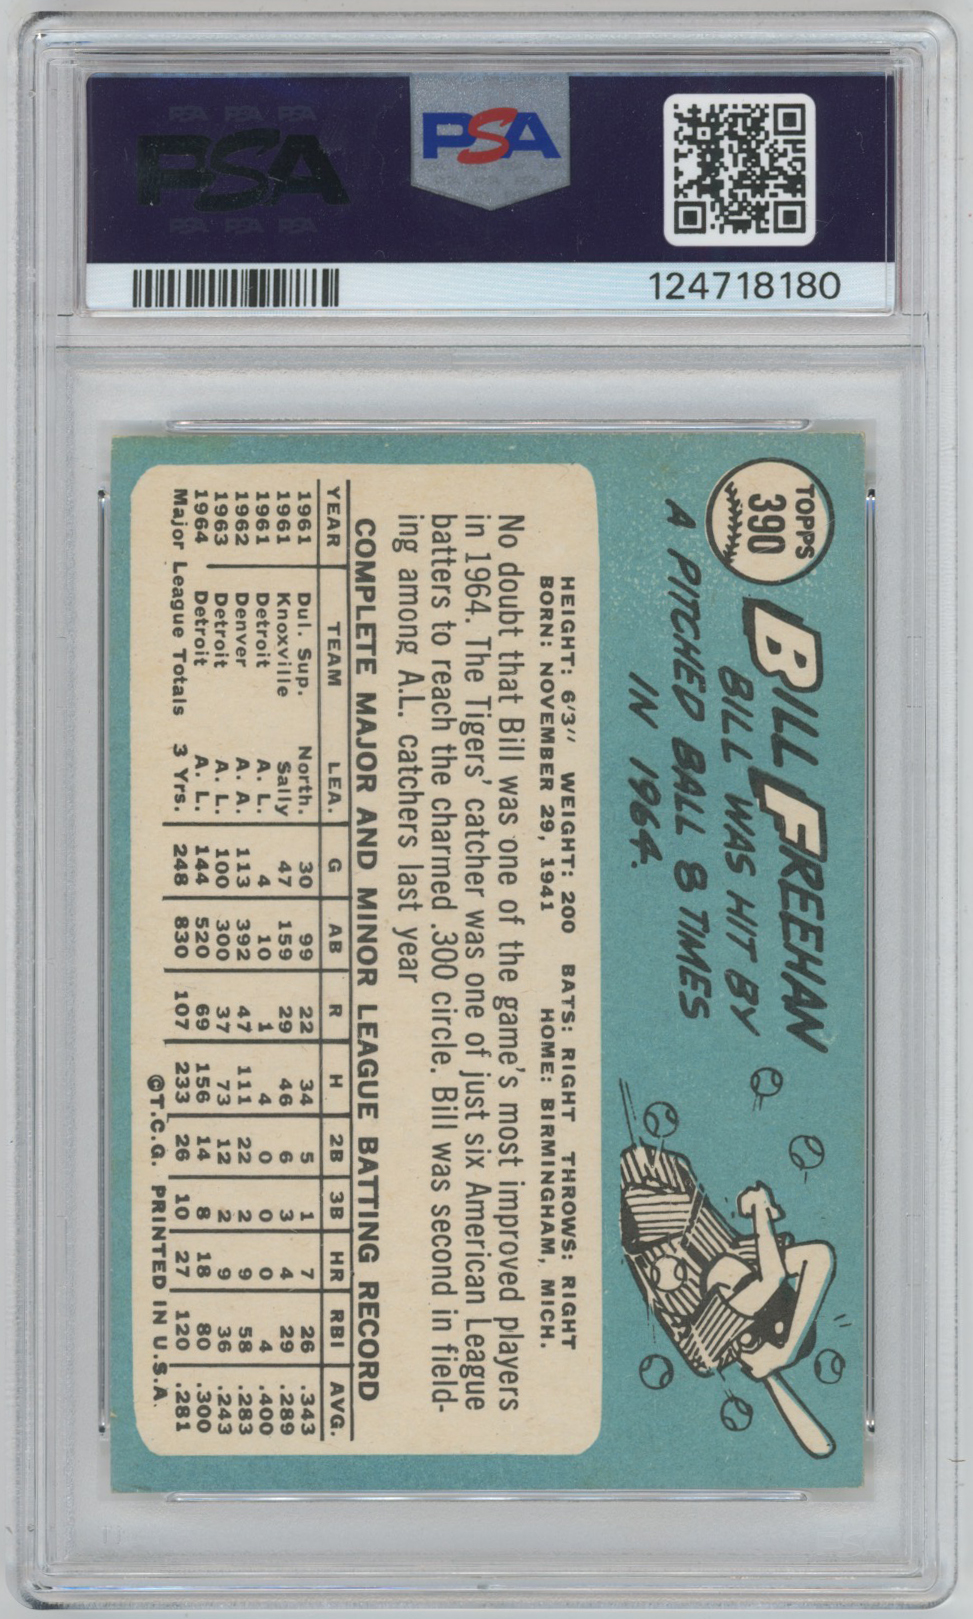 PSA PSA PSA
PSA
PSA PSA PSA
PSA
124718180
TOPPS
390
BILL FREEHAN
BILL WAS HIT BY
A PITCHED BALL 8 TIMES
IN 1964.
HEIGHT: 6'3" WEIGHT: 200 BATS: RIGHT THROWS: RIGHT
BORN: NOVEMBER 29, 1941 HOME: BIRMINGHAM, MICH.
No doubt that Bill was one of the game's most improved players
in 1964. The Tigers' catcher was one of just six American League
batters to reach the charmed .300 circle. Bill was second in field-
ing among A.L. catchers last year
COMPLETE MAJOR AND MINOR LEAGUE BATTING RECORD
YEAR TEAM LEA. G AB R H 2B 3B HR RBI AVG.
1961 Dul. Sup. North. 30 99 22 34 5 1 7 26 .343
1961 Knoxville Sally 47 159 29 46 6 3 4 29 .289
1961 Detroit A. L. 4 10 1 4 0 0 0 4 .400
1962 Denver A. A. 113 392 47 111 22 2 9 58 .283
1963 Detroit A. L. 100 300 37 73 12 2 9 36 .243
1964 Detroit A. L. 144 520 69 156 14 8 18 80 .300
Major League Totals 3 Yrs. 248 830 107 233 26 10 27 120 .281
©T.C.G. PRINTED IN U.S.A.